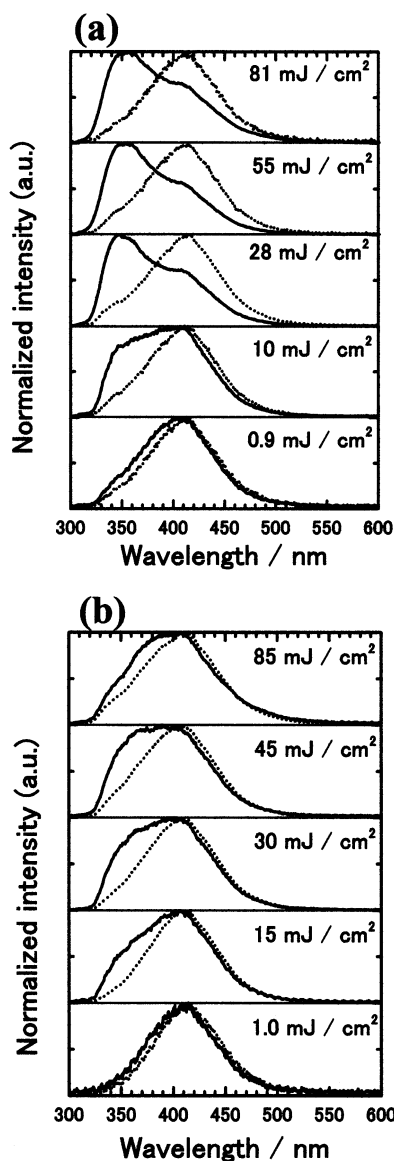 (a)
Normalized intensity (a.u.)
81 mJ / cm²
55 mJ / cm²
28 mJ / cm²
10 mJ / cm²
0.9 mJ / cm²
300 350 400 450 500 550 600
Wavelength / nm
(b)
Normalized intensity (a.u.)
85 mJ / cm²
45 mJ / cm²
30 mJ / cm²
15 mJ / cm²
1.0 mJ / cm²
300 350 400 450 500 550 600
Wavelength / nm